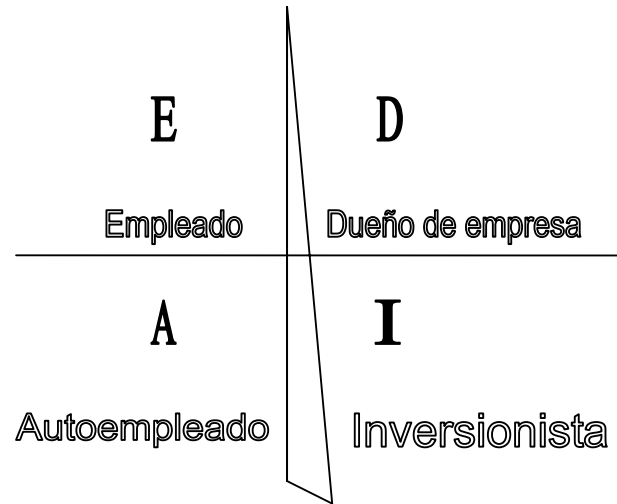 E
D
Empleado
Dueño de empresa
A
I
Autoempleado
Inversionista